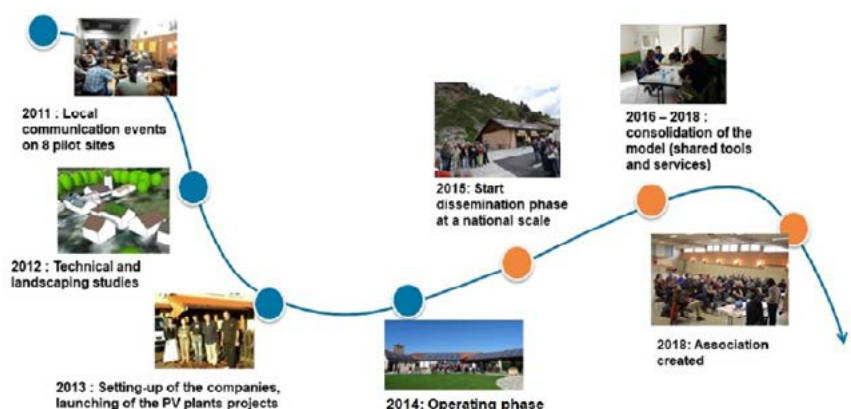 2011 : Local
communication events
on 8 pilot sites
2012 : Technical and
landscaping studies
2013 : Setting-up of the companies,
launching of the PV plants projects
2014: Operating phase
2015: Start
dissemination phase
at a national scale
2016 – 2018 :
consolidation of the
model (shared tools
and services)
2018: Association
created